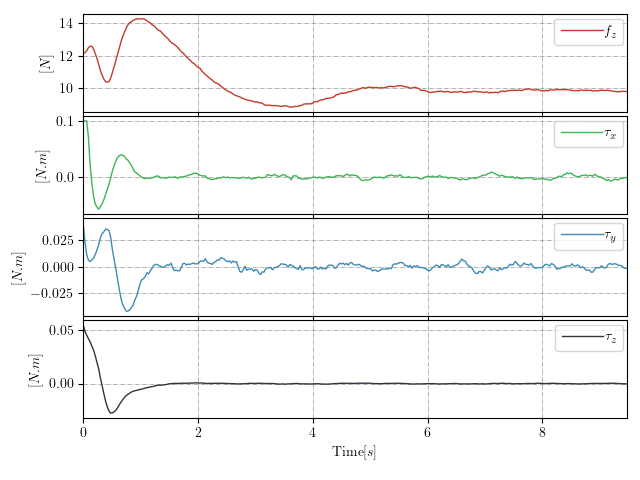 14
12
10
[N]
f_z
0.1
0.0
[N.m]
τ_x
0.025
0.000
−0.025
[N.m]
τ_y
0.05
0.00
[N.m]
τ_z
0 2 4 6 8
Time[s]